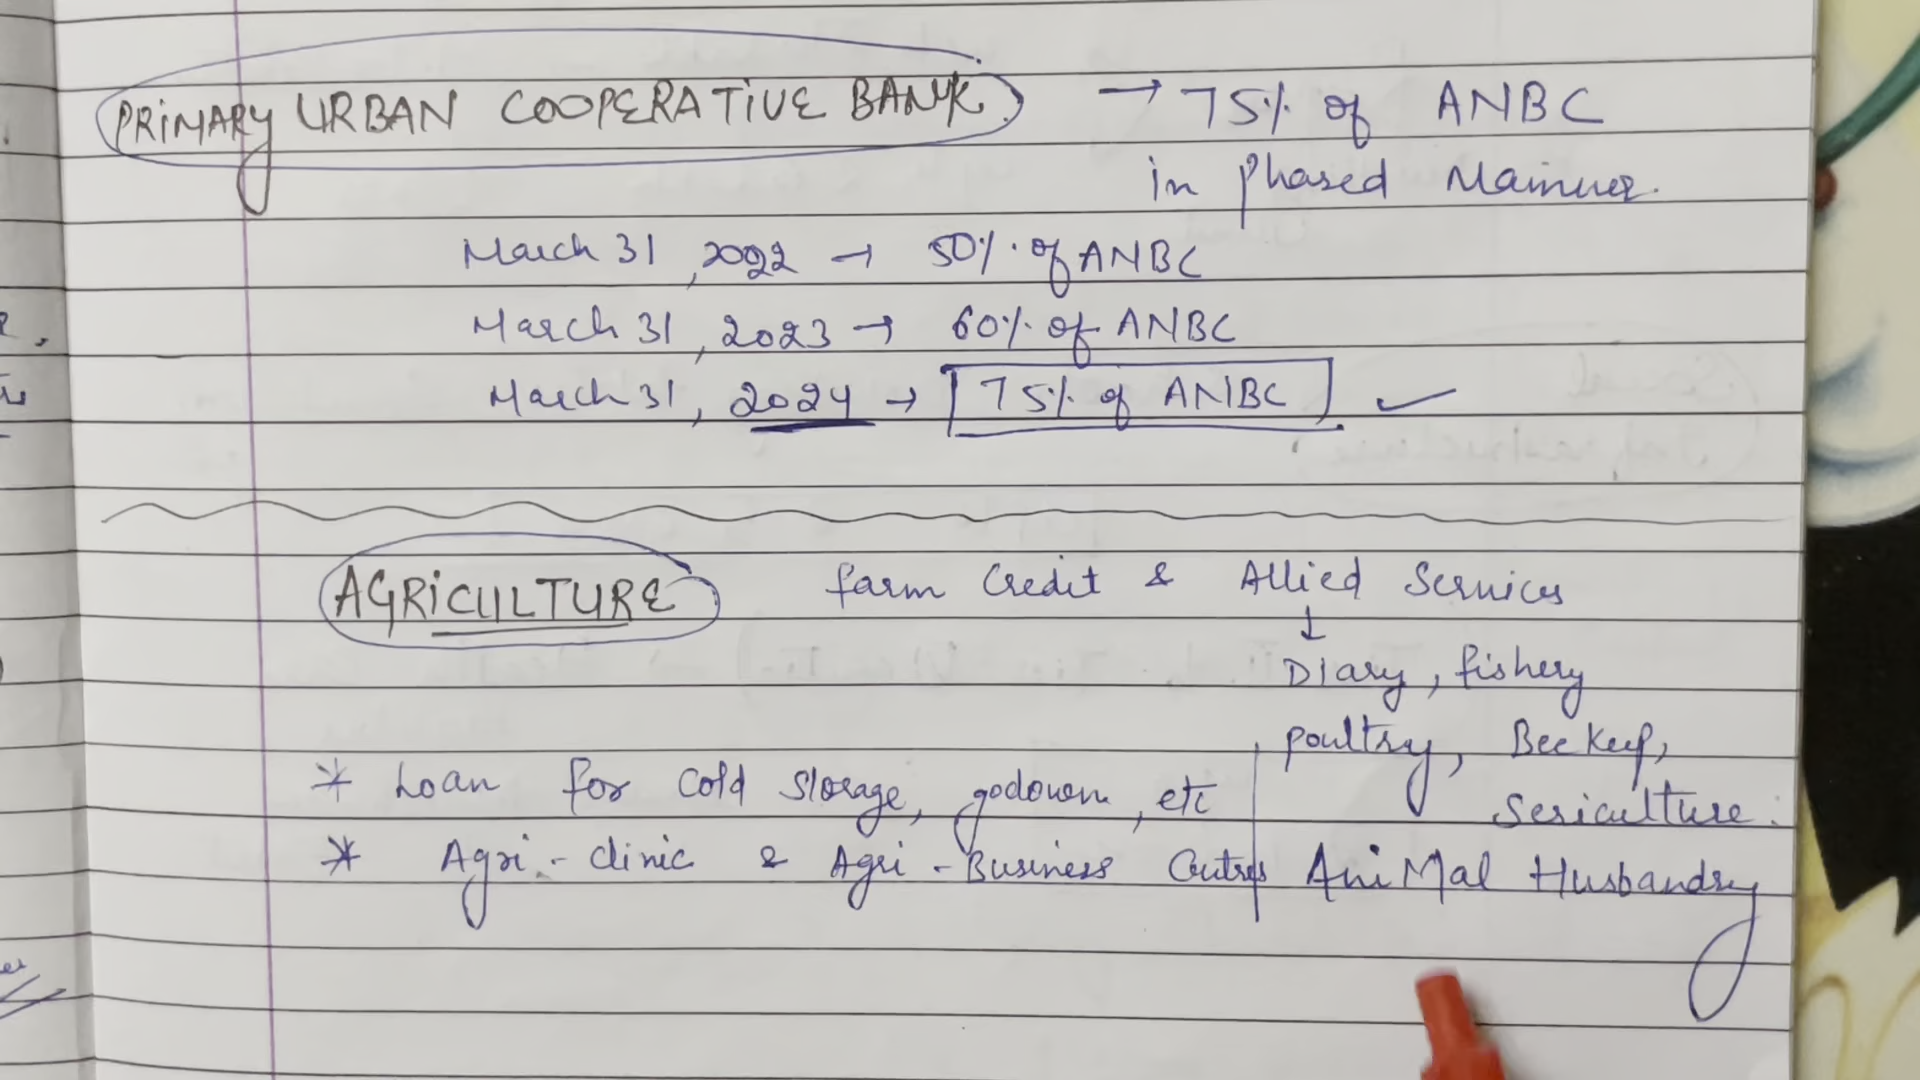 PRIMARY URBAN COOPERATIVE BANK → 75% of ANBC
in phased Manner.
March 31, 2022 → 50% of ANBC
March 31, 2023 → 60% of ANBC
March 31, 2024 → 75% of ANBC ✓
AGRICULTURE farm Credit & Allied Services
↓
Diary, fishery
poultry, Bee keep,
Sericulture.
Animal Husbandry
* Loan for cold storage, godown, etc
* Agri-clinic & Agri-Business Centres